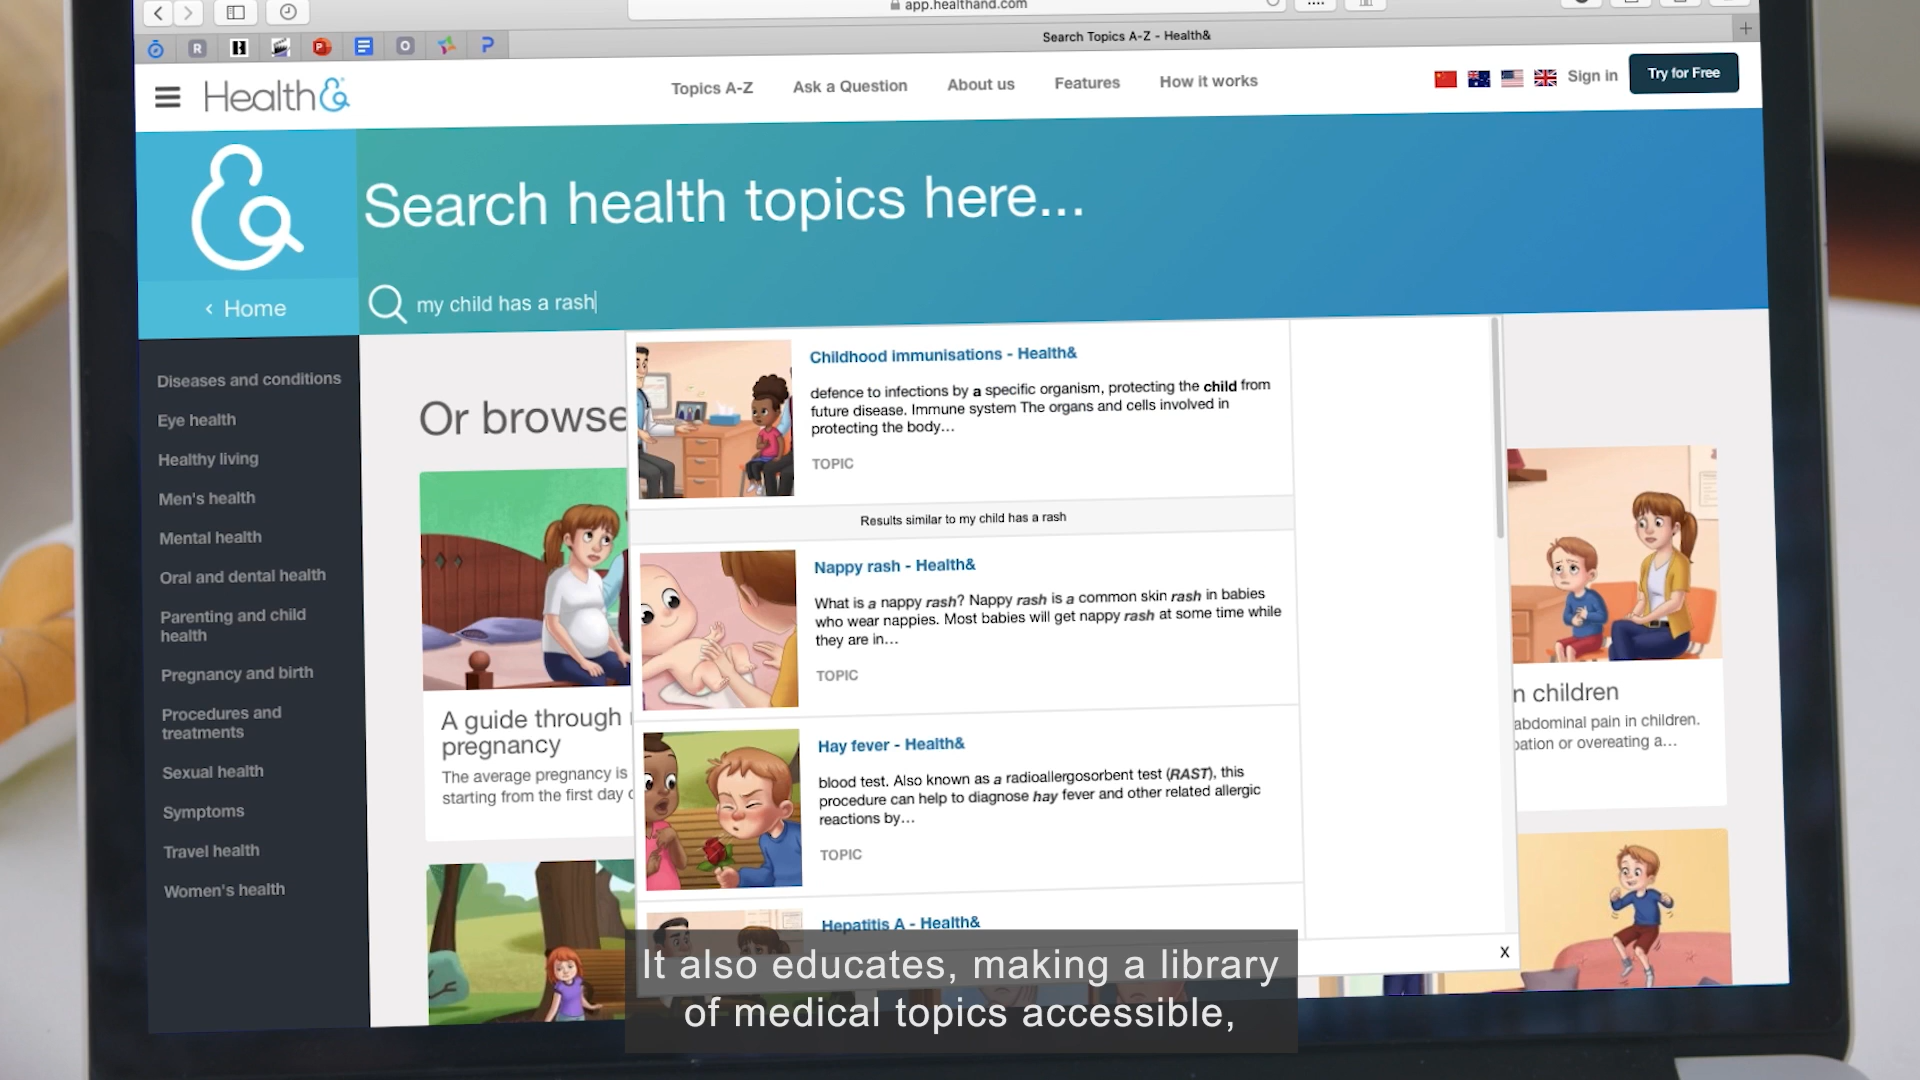 app.healthand.com
Search Topics A-Z - Health&
Health&
Topics A-Z
Ask a Question
About us
Features
How it works
Sign in
Try for Free
Search health topics here...
< Home
my child has a rash
Diseases and conditions
Eye health
Healthy living
Men's health
Mental health
Oral and dental health
Parenting and child
health
Pregnancy and birth
Procedures and
treatments
Sexual health
Symptoms
Travel health
Women's health
Or browse
A guide through
pregnancy
The average pregnancy is
starting from the first day
Childhood immunisations - Health&
defence to infections by a specific organism, protecting the child from
future disease. Immune system The organs and cells involved in
protecting the body...
TOPIC
Results similar to my child has a rash
Nappy rash - Health&
What is a nappy rash? Nappy rash is a common skin rash in babies
who wear nappies. Most babies will get nappy rash at some time while
they are in...
TOPIC
Hay fever - Health&
blood test. Also known as a radioallergosorbent test (RAST), this
procedure can help to diagnose hay fever and other related allergic
reactions by...
TOPIC
Hepatitis A - Health&
X
n children
abdominal pain in children.
pation or overeating a...
It also educates, making a library
of medical topics accessible,